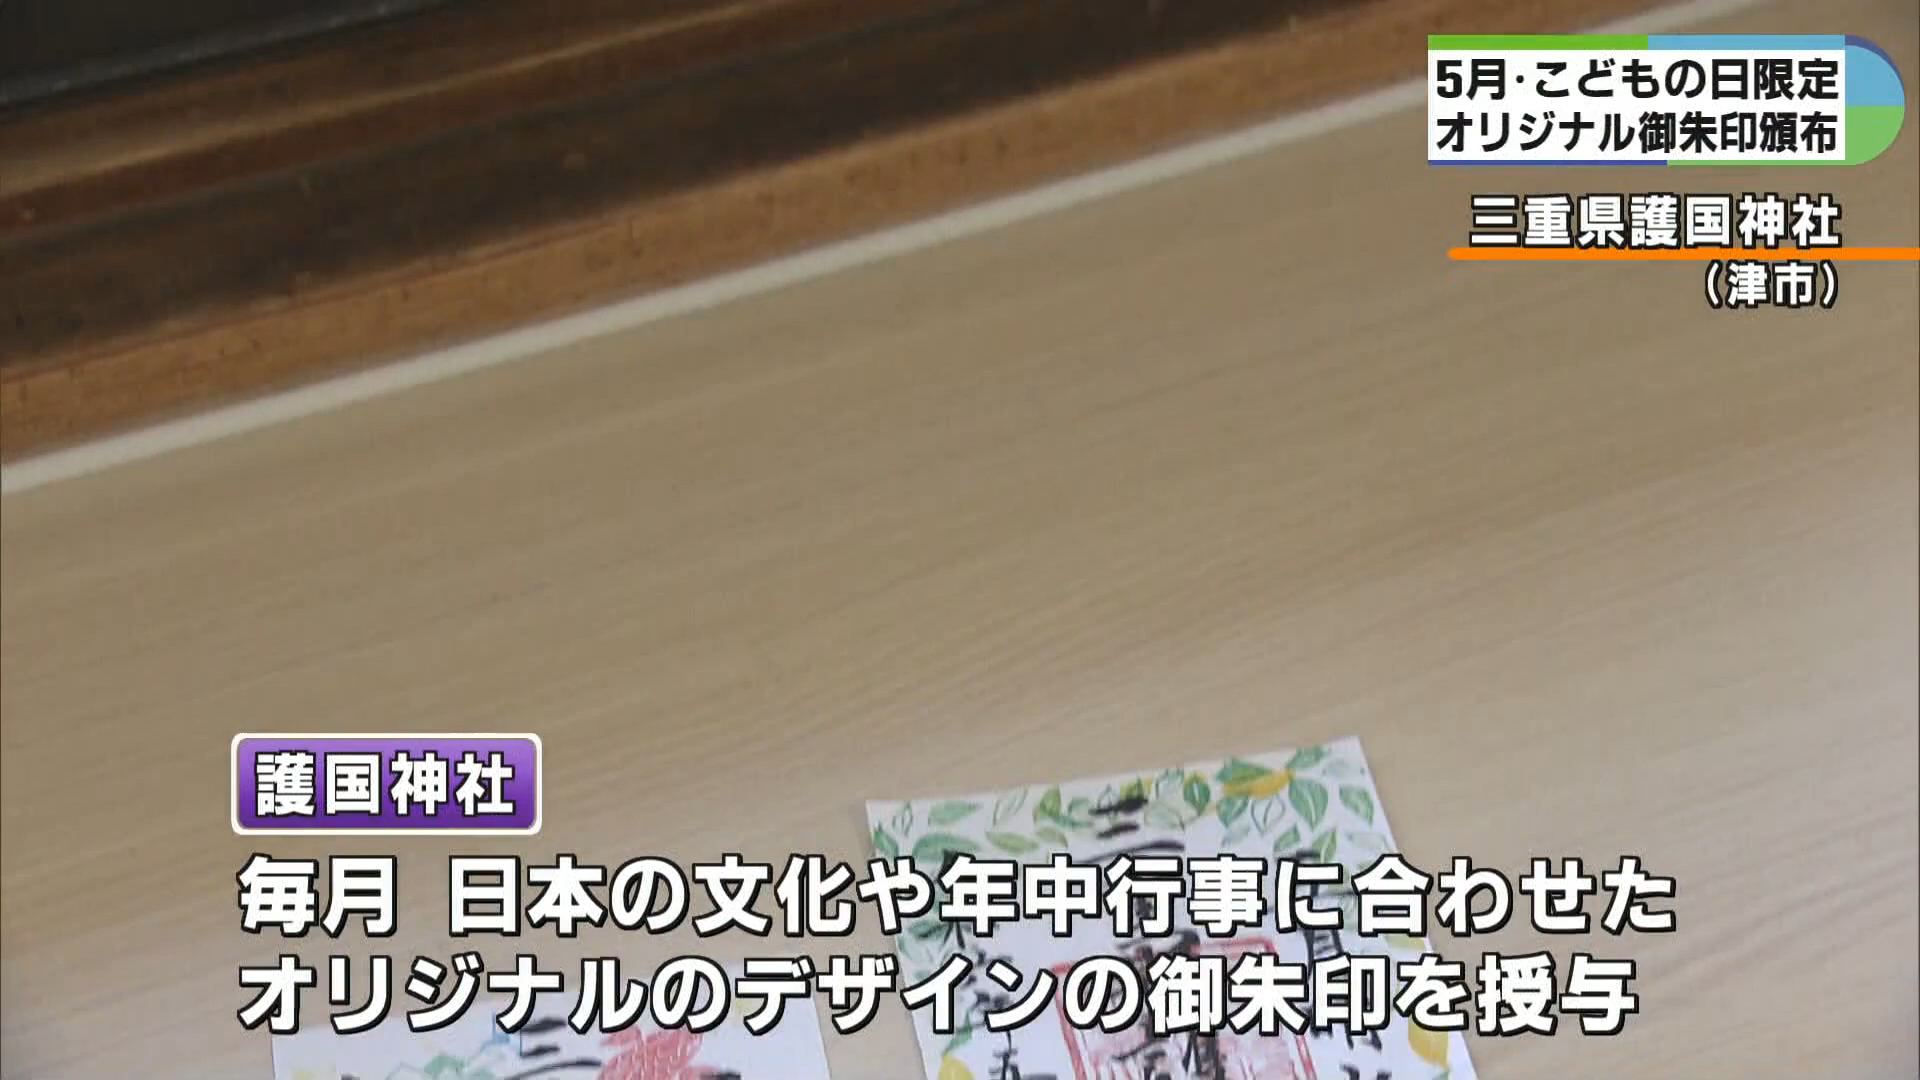 5月·こどもの日限定
オリジナル御朱印頒布
三重県護国神社
（津市）
護国神社
毎月 日本の文化や年中行事に合わせた
オリジナルのデザインの御朱印を授与